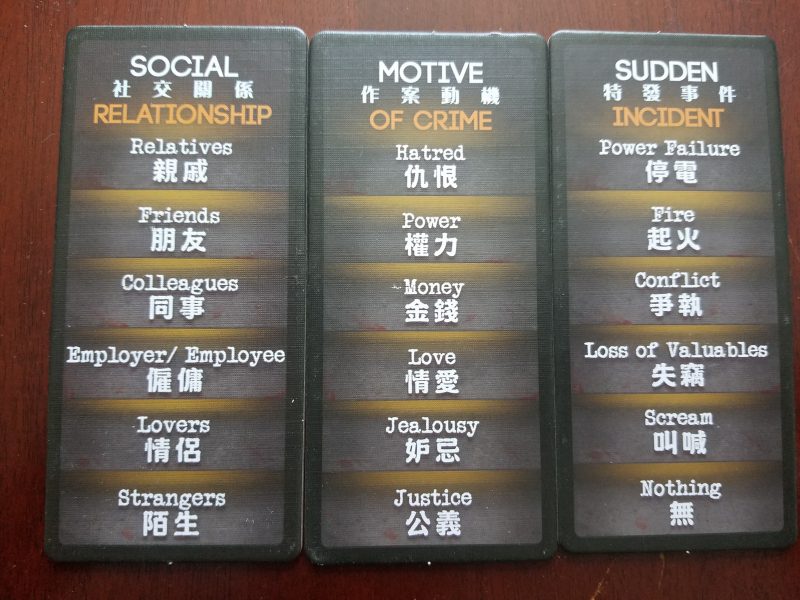 SOCIAL
社交關係
RELATIONSHIP
Relatives
親戚
Friends
朋友
Colleagues
同事
Employer/ Employee
僱傭
Lovers
情侶
Strangers
陌生
MOTIVE
作案動機
OF CRIME
Hatred
仇恨
Power
權力
Money
金錢
Love
情愛
Jealousy
妒忌
Justice
公義
SUDDEN
特發事件
INCIDENT
Power Failure
停電
Fire
起火
Conflict
爭執
Loss of Valuables
失竊
Scream
叫喊
Nothing
無